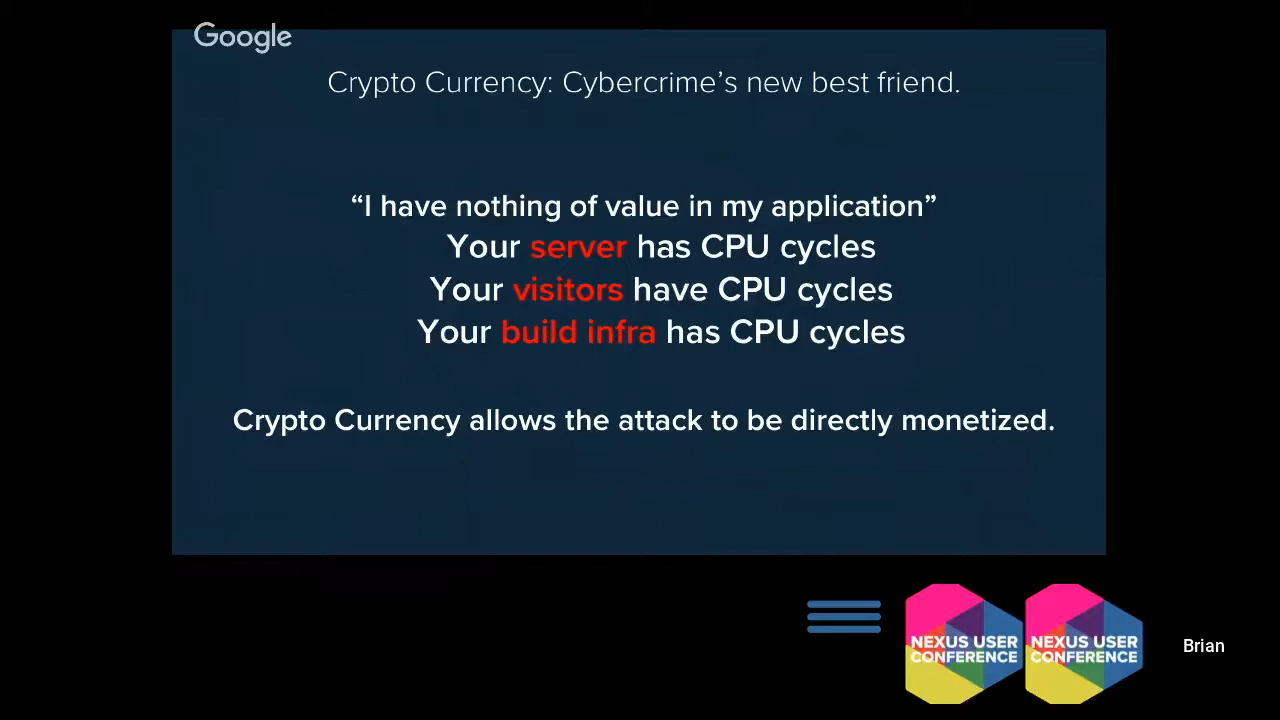 Google
Crypto Currency: Cybercrime’s new best friend.
“I have nothing of value in my application”
Your server has CPU cycles
Your visitors have CPU cycles
Your build infra has CPU cycles
Crypto Currency allows the attack to be directly monetized.
NEXUS USER
CONFERENCE
NEXUS USER
CONFERENCE
Brian